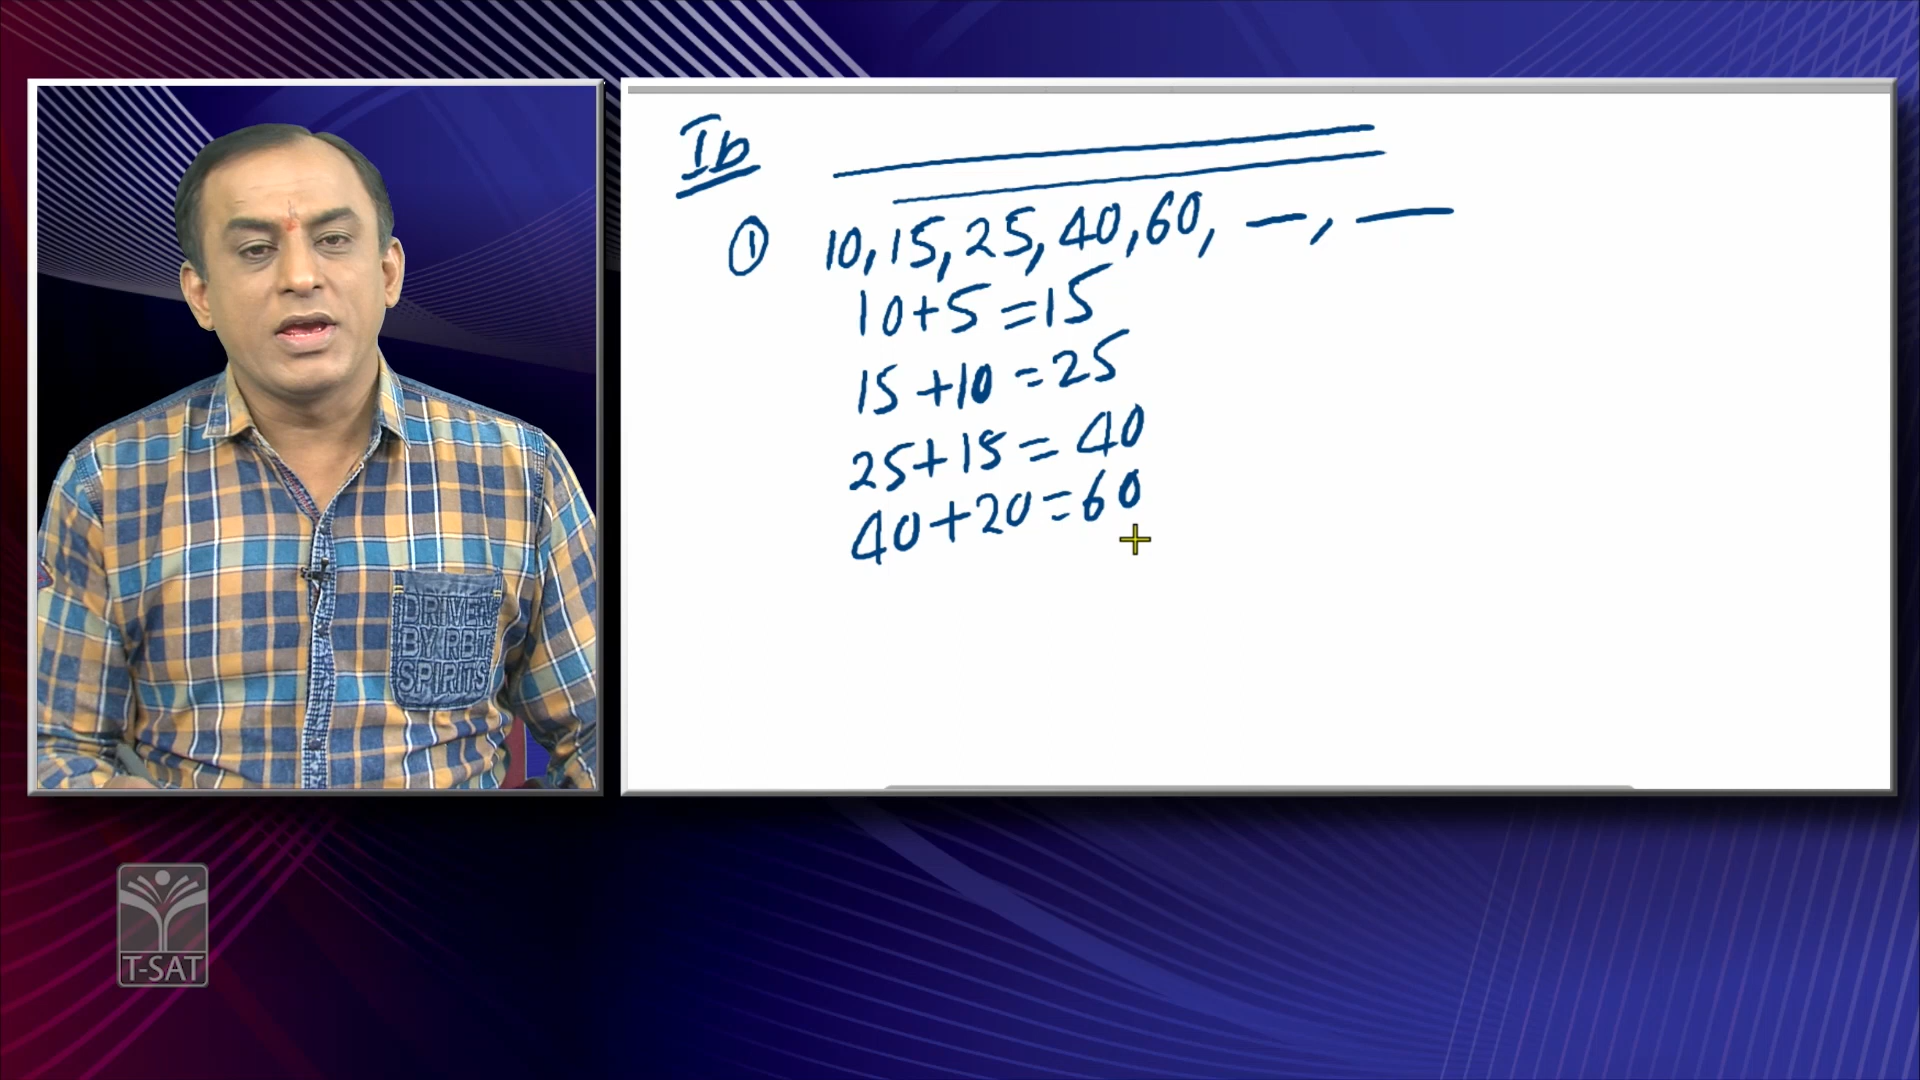 Ib
① 10, 15, 25, 40, 60, —, —
10+5=15
15+10=25
25+15=40
40+20=60
DRIVEN
BY RBT
SPIRITS
T-SAT